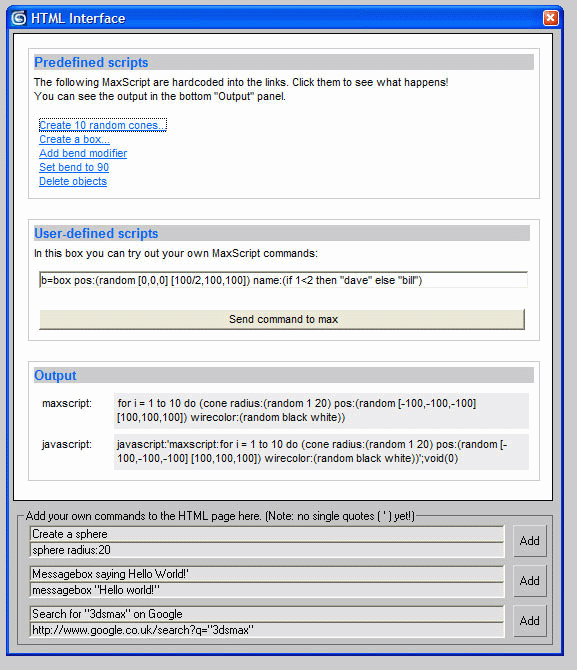 HTML Interface
Predefined scripts
The following MaxScript are hardcoded into the links. Click them to see what happens!
You can see the output in the bottom "Output" panel.
Create 10 random cones...
Create a box...
Add bend modifier
Set bend to 90
Delete objects
User-defined scripts
In this box you can try out your own MaxScript commands:
b=box pos:(random [0,0,0] [100/2,100,100]) name:(if 1<2 then "dave" else "bill")
Send command to max
Output
maxscript: for i = 1 to 10 do (cone radius:(random 1 20) pos:(random [-100,-100,-100]
[100,100,100]) wirecolor:(random black white))
javascript: javascript:'maxscript:for i = 1 to 10 do (cone radius:(random 1 20) pos:(random [-
100,-100,-100] [100,100,100]) wirecolor:(random black white))';void(0)
Add your own commands to the HTML page here. (Note: no single quotes ( ' ) yet!)
Create a sphere
sphere radius:20
Add
Messagebox saying Hello World!'
messagebox "Hello world!"
Add
Search for "3dsmax" on Google
http://www.google.co.uk/search?q="3dsmax"
Add